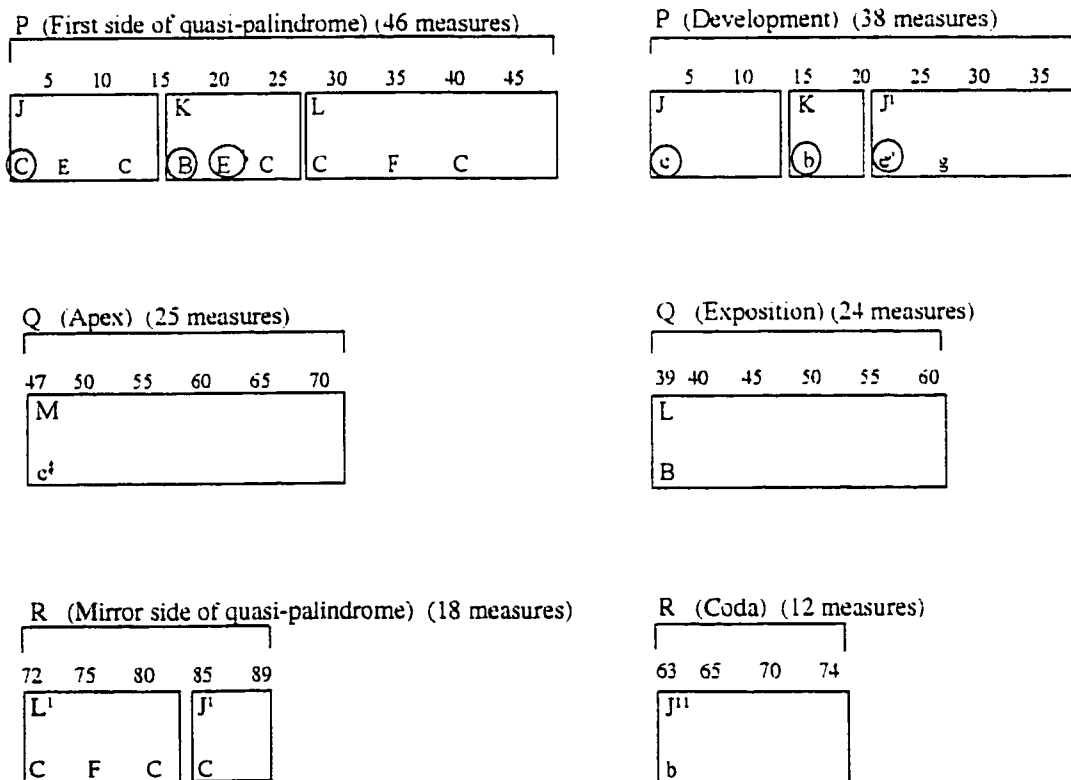 P (First side of quasi-palindrome) (46 measures)
5 10 15 20 25 30 35 40 45
J K L
C E C B E C C F C
P (Development) (38 measures)
5 10 15 20 25 30 35
J K J¹
c b g
Q (Apex) (25 measures)
47 50 55 60 65 70
M
c♯
Q (Exposition) (24 measures)
39 40 45 50 55 60
L
B
R (Mirror side of quasi-palindrome) (18 measures)
72 75 80 85 89
L¹ J¹
C F C C
R (Coda) (12 measures)
63 65 70 74
J¹¹
b